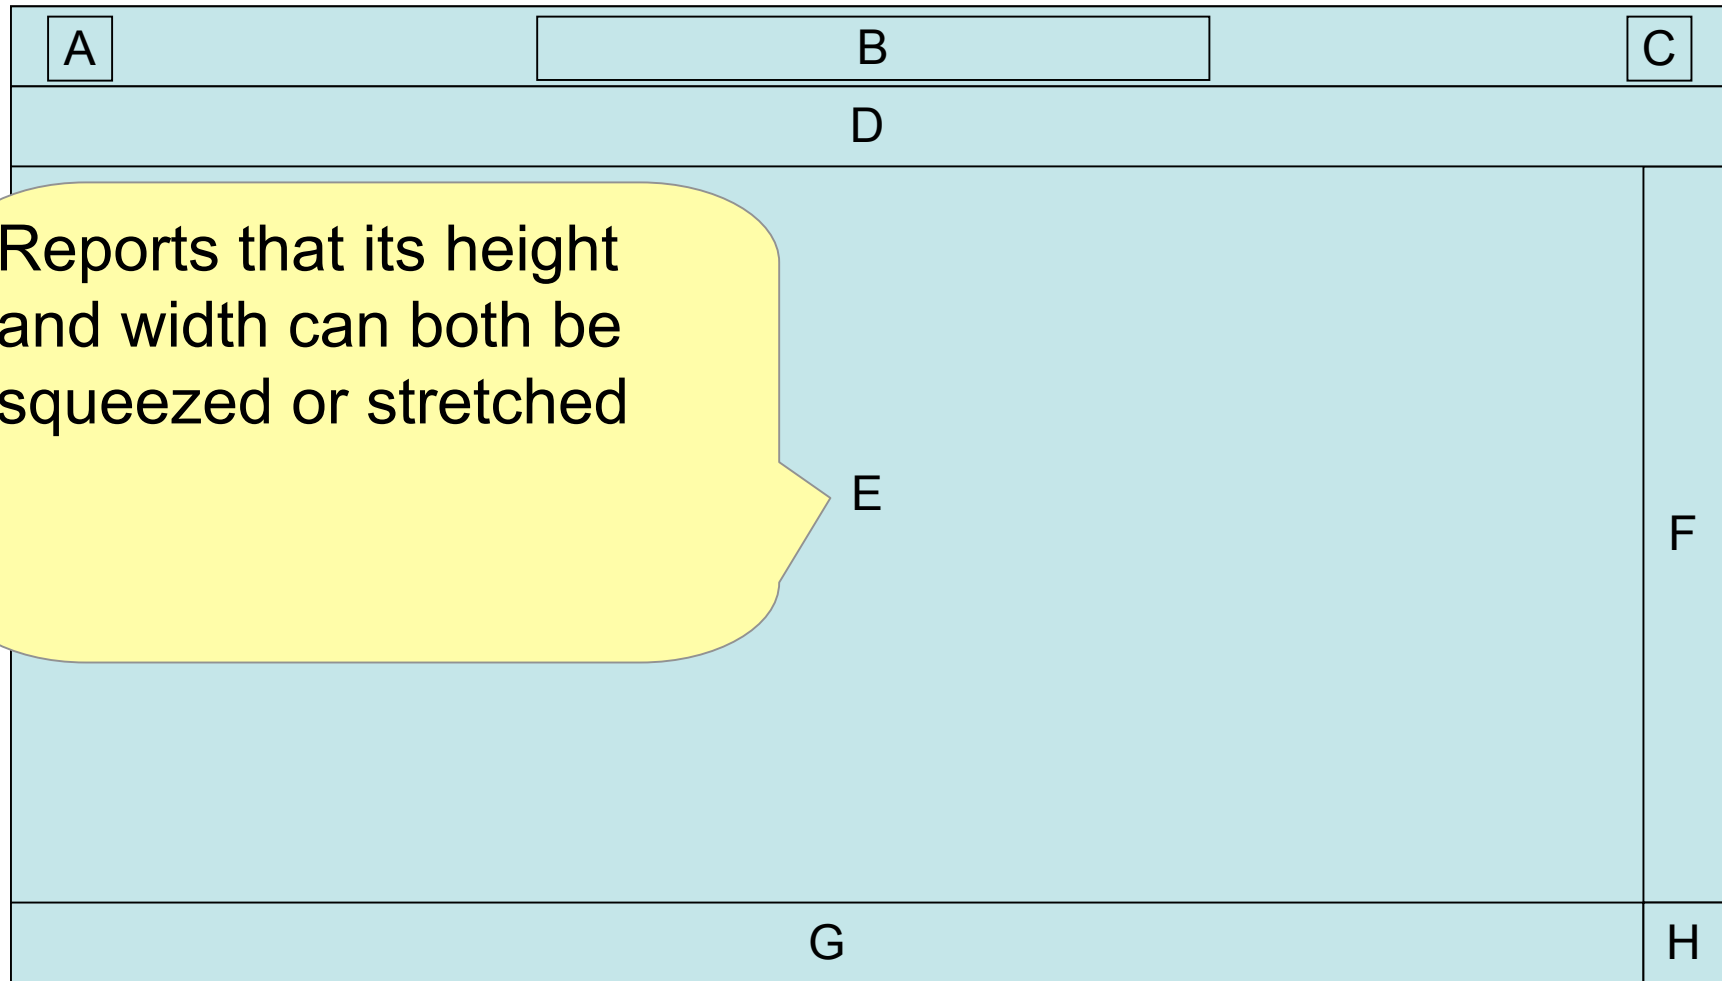 A
B
C
D
Reports that its height
and width can both be
squeezed or stretched
E
F
G
H